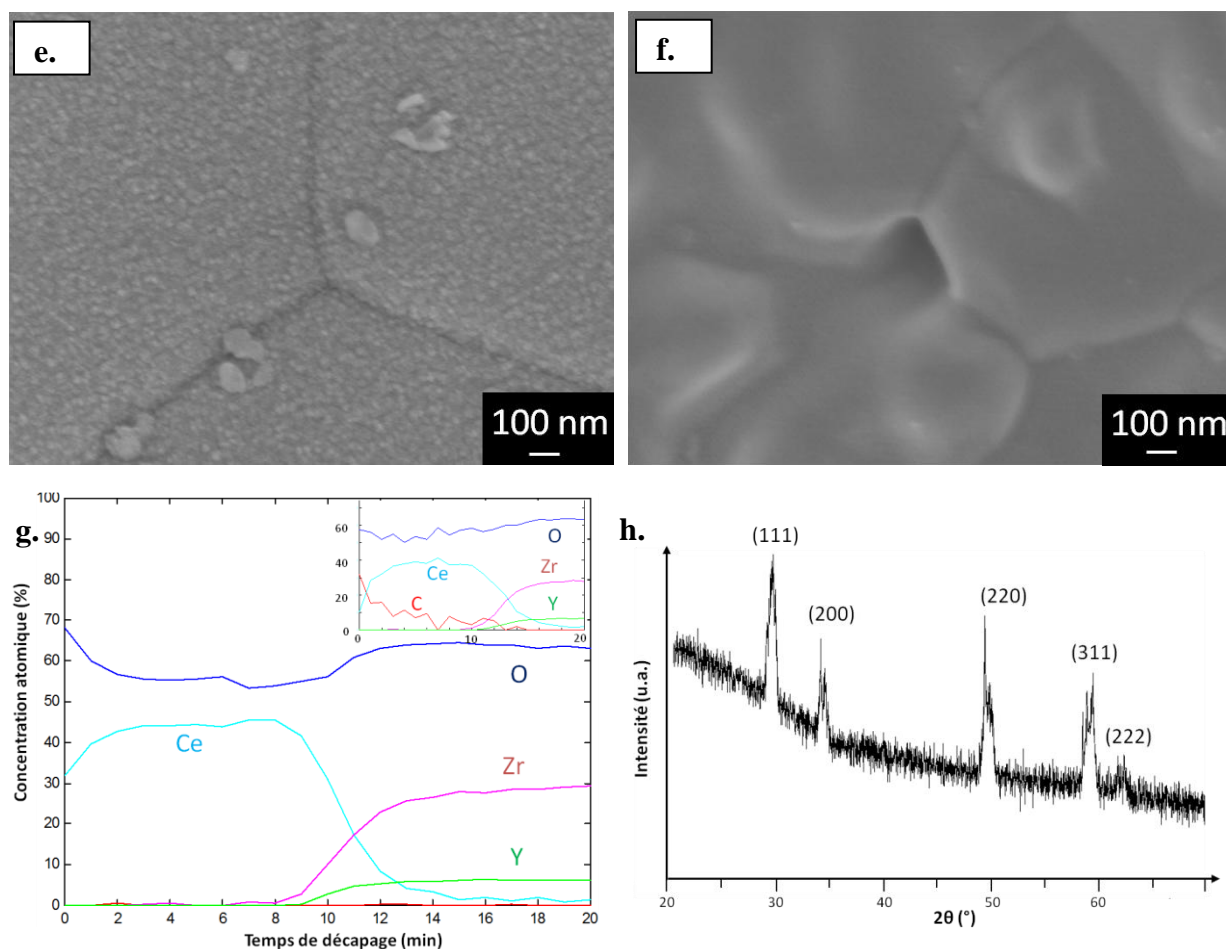 e.
f.
100 nm
100 nm
g.
100
90
80
70
60
50
40
30
20
10
0
0 2 4 6 8 10 12 14 16 18 20
Concentration atomique (%)
Temps de décapage (min)
O
Ce
Zr
Y
60
40
20
0
0 10 20
O
Ce
Zr
C
Y
h.
(111)
(200)
(220)
(311)
(222)
Intensité (u.a.)
20 30 40 50 60
2θ (°)